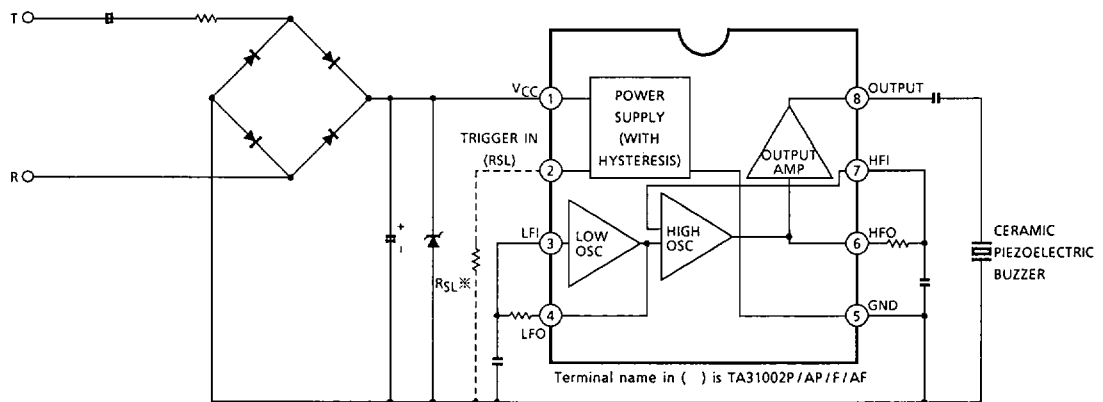 T
R
VCC
1
TRIGGER IN
(RSL)
2
LFI
3
RSL※
4
LFO
+
-
POWER
SUPPLY
(WITH
HYSTERESIS)
LOW
OSC
HIGH
OSC
OUTPUT
AMP
8
OUTPUT
7
HFI
6
HFO
5
GND
CERAMIC
PIEZOELECTRIC
BUZZER
Terminal name in ( ) is TA31002P/AP/F/AF